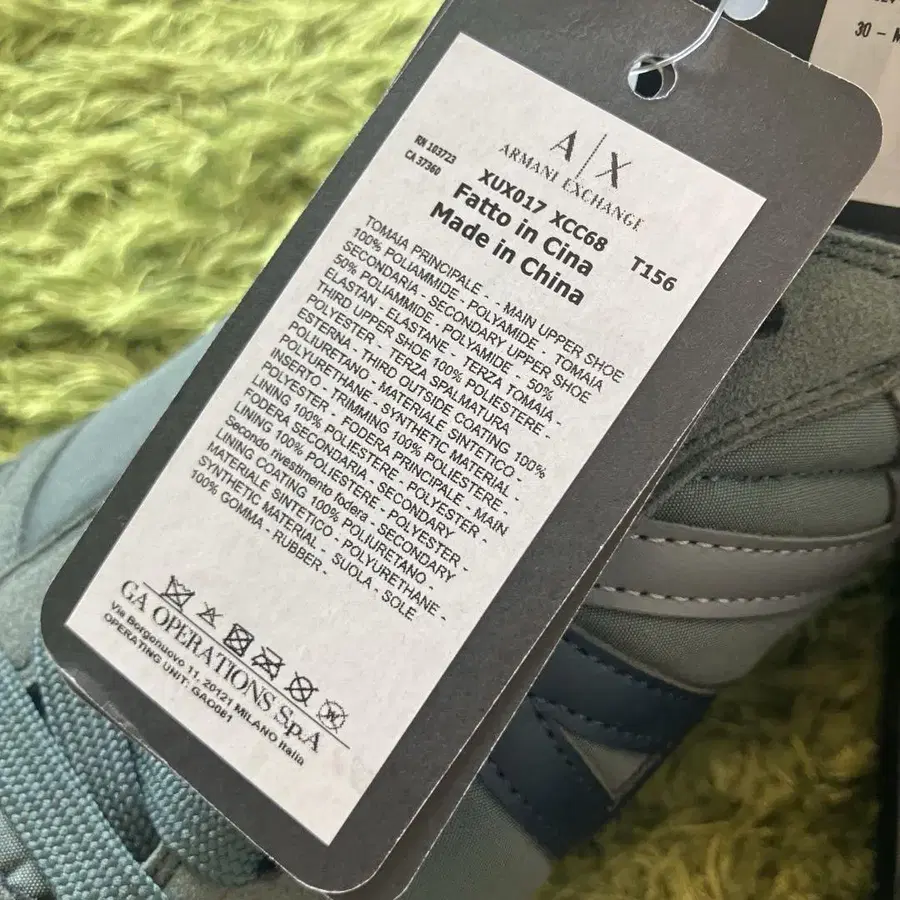 30 - M
A|X
ARMANI EXCHANGE
RN 103723
CA 37360
XUX017 XCC68 T156
Fatto in Cina
Made in China
TOMAIA PRINCIPALE . . MAIN UPPER SHOE
100% POLIAMMIDE - POLYAMIDE - TOMAIA
SECONDARIA - SECONDARY UPPER SHOE
50% POLIAMMIDE - POLYAMIDE - 50%
ELASTAN - ELASTANE - TERZA TOMAIA -
THIRD UPPER SHOE 100% POLIESTERE -
POLYESTER - TERZA SPALMATURA
ESTERNA - THIRD OUTSIDE COATING 100%
POLIURETANO - MATERIALE SINTETICO -
POLYURETHANE - SYNTHETIC MATERIAL -
INSERTO - TRIMMING 100% POLIESTERE -
POLYESTER - FODERA PRINCIPALE - MAIN
LINING 100% POLIESTERE - POLYESTER -
FODERA SECONDARIA - SECONDARY
LINING 100% POLIESTERE - POLYESTER -
Secondo rivestimento fodera - SECONDARY
LINING COATING 100% POLIURETANO -
MATERIALE SINTETICO - POLYURETHANE -
SYNTHETIC MATERIAL - SUOLA - SOLE
100% GOMMA - RUBBER -
GA OPERATIONS SpA
Via Borgonuovo 11, 20121 MILANO Italia
OPERATING UNIT: GAO081